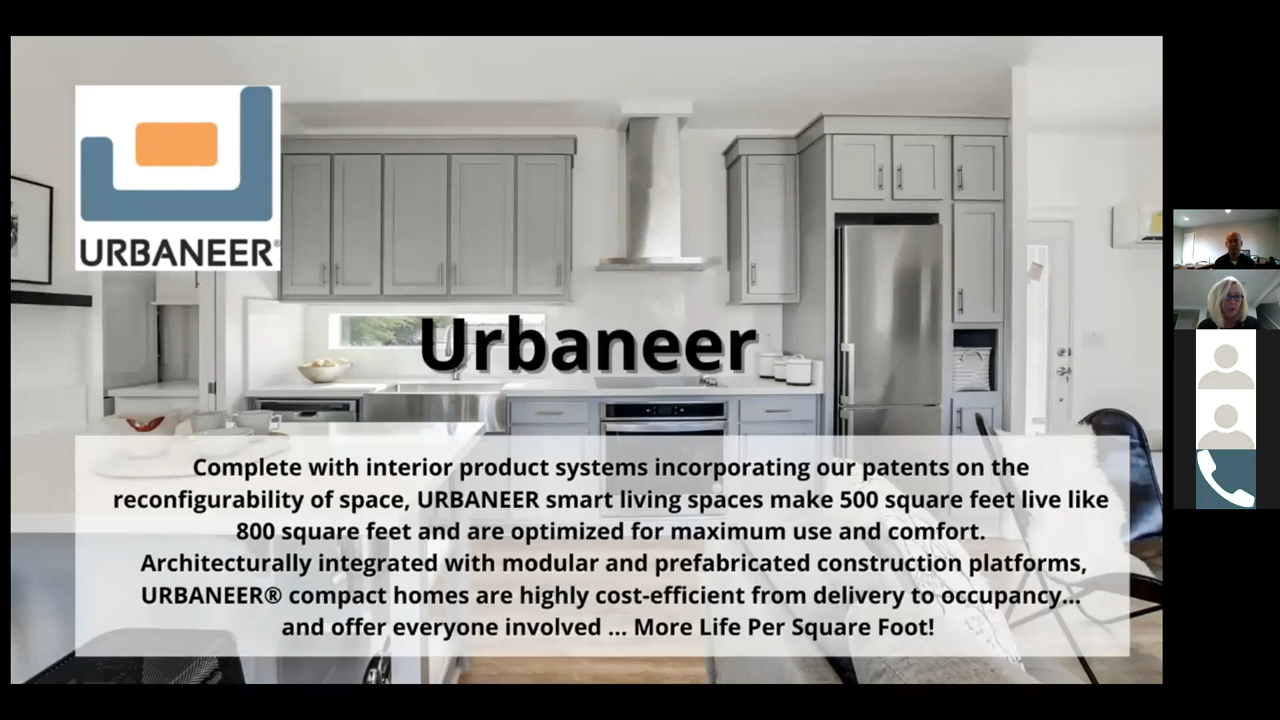 URBANEER®
Urbaneer
Complete with interior product systems incorporating our patents on the
reconfigurability of space, URBANEER smart living spaces make 500 square feet live like
800 square feet and are optimized for maximum use and comfort.
Architecturally integrated with modular and prefabricated construction platforms,
URBANEER® compact homes are highly cost-efficient from delivery to occupancy...
and offer everyone involved ... More Life Per Square Foot!